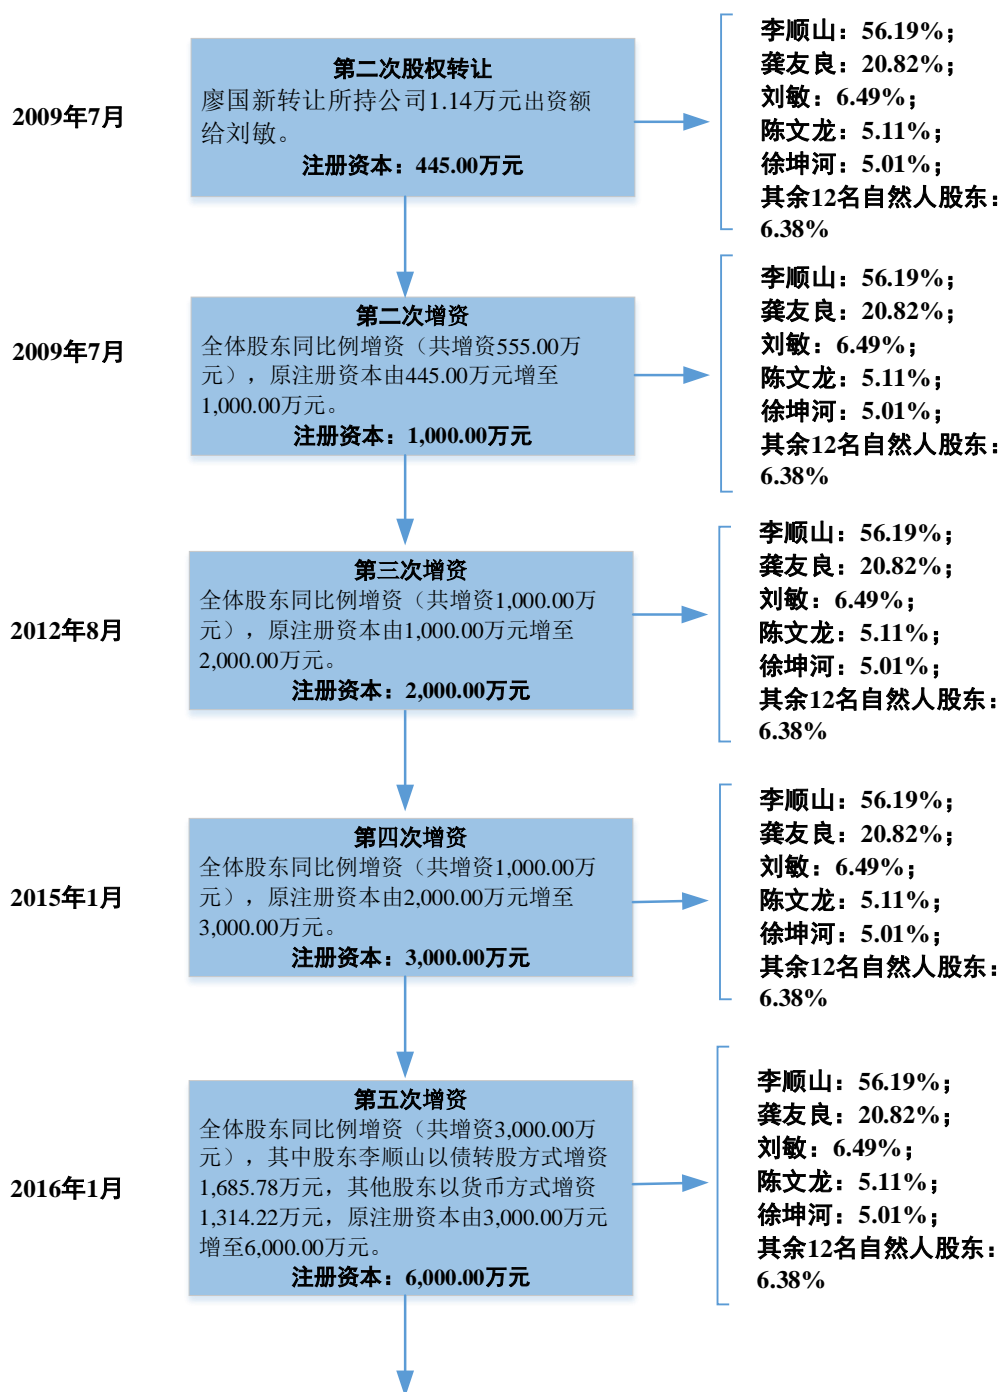 2009年7月
第二次股权转让
廖国新转让所持公司1.14万元出资额
给刘敏。
注册资本：445.00万元
李顺山：56.19%；
龚友良：20.82%；
刘敏：6.49%；
陈文龙：5.11%；
徐坤河：5.01%；
其余12名自然人股东：
6.38%
2009年7月
第二次增资
全体股东同比例增资（共增资555.00万
元），原注册资本由445.00万元增至
1,000.00万元。
注册资本：1,000.00万元
李顺山：56.19%；
龚友良：20.82%；
刘敏：6.49%；
陈文龙：5.11%；
徐坤河：5.01%；
其余12名自然人股东：
6.38%
2012年8月
第三次增资
全体股东同比例增资（共增资1,000.00万
元），原注册资本由1,000.00万元增至
2,000.00万元。
注册资本：2,000.00万元
李顺山：56.19%；
龚友良：20.82%；
刘敏：6.49%；
陈文龙：5.11%；
徐坤河：5.01%；
其余12名自然人股东：
6.38%
2015年1月
第四次增资
全体股东同比例增资（共增资1,000.00万
元），原注册资本由2,000.00万元增至
3,000.00万元。
注册资本：3,000.00万元
李顺山：56.19%；
龚友良：20.82%；
刘敏：6.49%；
陈文龙：5.11%；
徐坤河：5.01%；
其余12名自然人股东：
6.38%
2016年1月
第五次增资
全体股东同比例增资（共增资3,000.00万
元），其中股东李顺山以债转股方式增资
1,685.78万元，其他股东以货币方式增资
1,314.22万元，原注册资本由3,000.00万元
增至6,000.00万元。
注册资本：6,000.00万元
李顺山：56.19%；
龚友良：20.82%；
刘敏：6.49%；
陈文龙：5.11%；
徐坤河：5.01%；
其余12名自然人股东：
6.38%